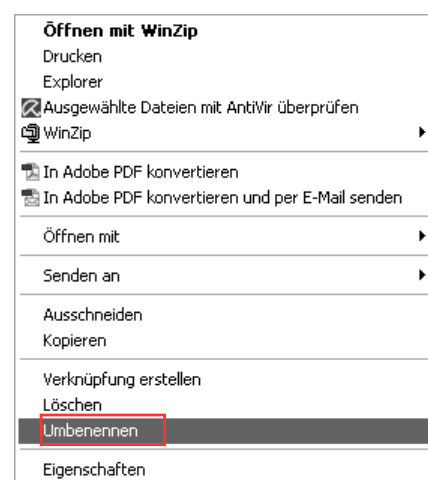 Öffnen mit WinZip
Drucken
Explorer
Ausgewählte Dateien mit AntiVir überprüfen
WinZip
In Adobe PDF konvertieren
In Adobe PDF konvertieren und per E-Mail senden
Öffnen mit
Senden an
Ausschneiden
Kopieren
Verknüpfung erstellen
Löschen
Umbenennen
Eigenschaften